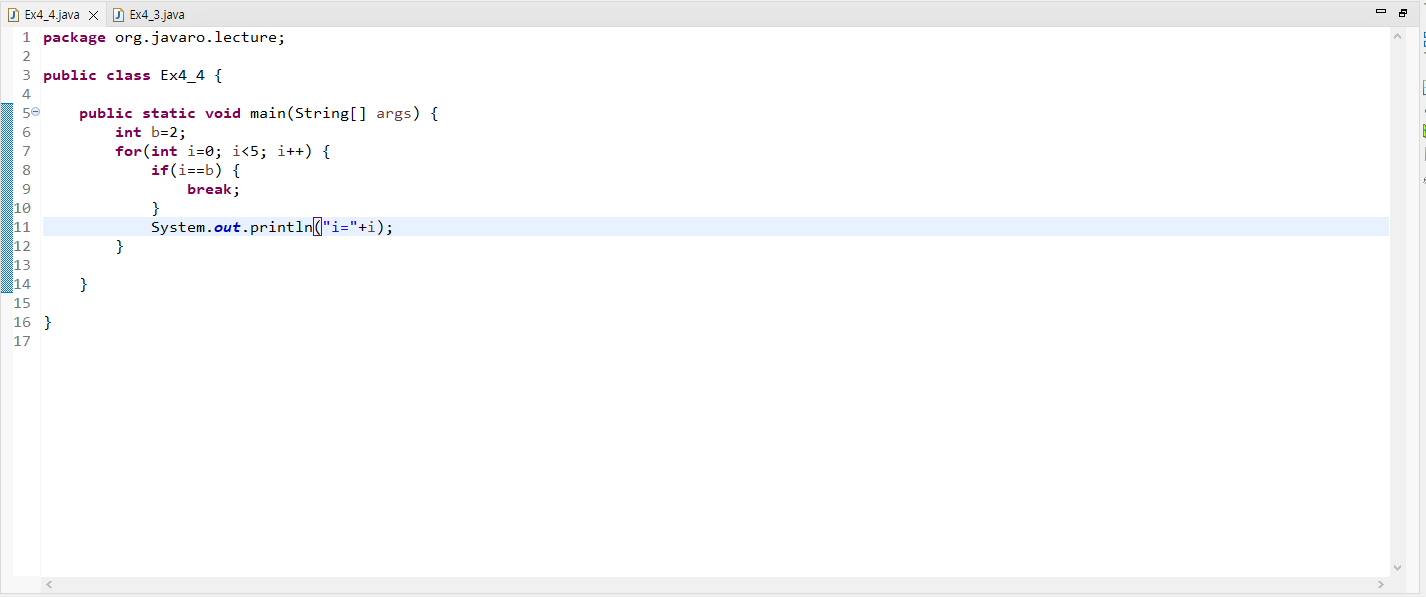 Ex4_4.java Ex4_3.java
1 package org.javaro.lecture;
2
3 public class Ex4_4 {
4
5 public static void main(String[] args) {
6 int b=2;
7 for(int i=0; i<5; i++) {
8 if(i==b) {
9 break;
10 }
11 System.out.println("i="+i);
12 }
13
14 }
15
16 }
17